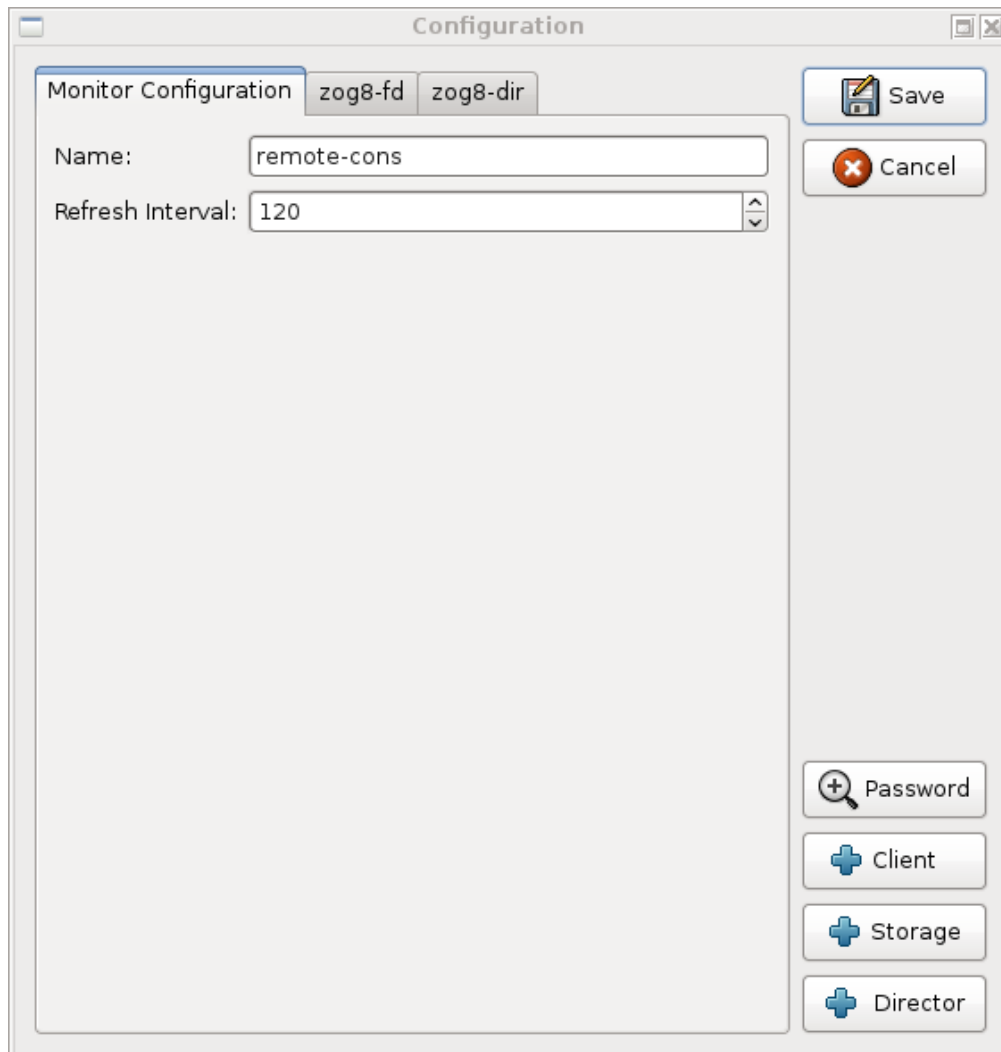 Configuration
Monitor Configuration
zog8-fd
zog8-dir
Name:
remote-cons
Refresh Interval:
120
Save
Cancel
Password
Client
Storage
Director